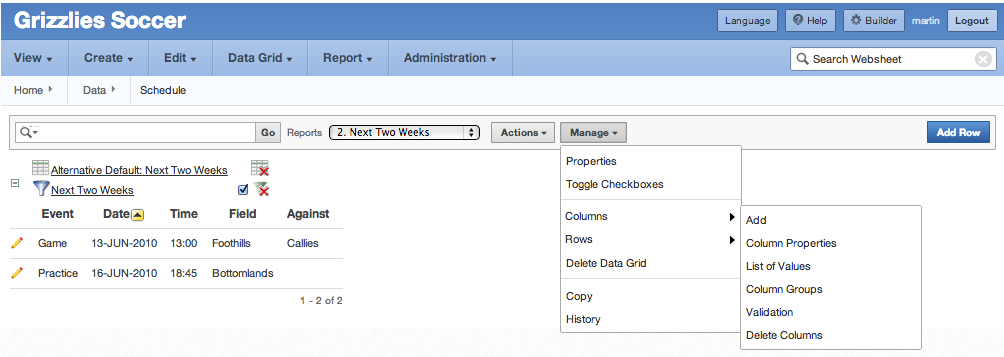 Grizzlies Soccer
Language Help Builder martin Logout
View Create Edit Data Grid Report Administration Search Websheet
Home Data Schedule
Go Reports 2. Next Two Weeks Actions Manage Add Row
Alternative Default: Next Two Weeks
Next Two Weeks
Event Date Time Field Against
Game 13-JUN-2010 13:00 Foothills Callies
Practice 16-JUN-2010 18:45 Bottomlands
1 - 2 of 2
Properties
Toggle Checkboxes
Columns
Rows
Delete Data Grid
Copy
History
Add
Column Properties
List of Values
Column Groups
Validation
Delete Columns